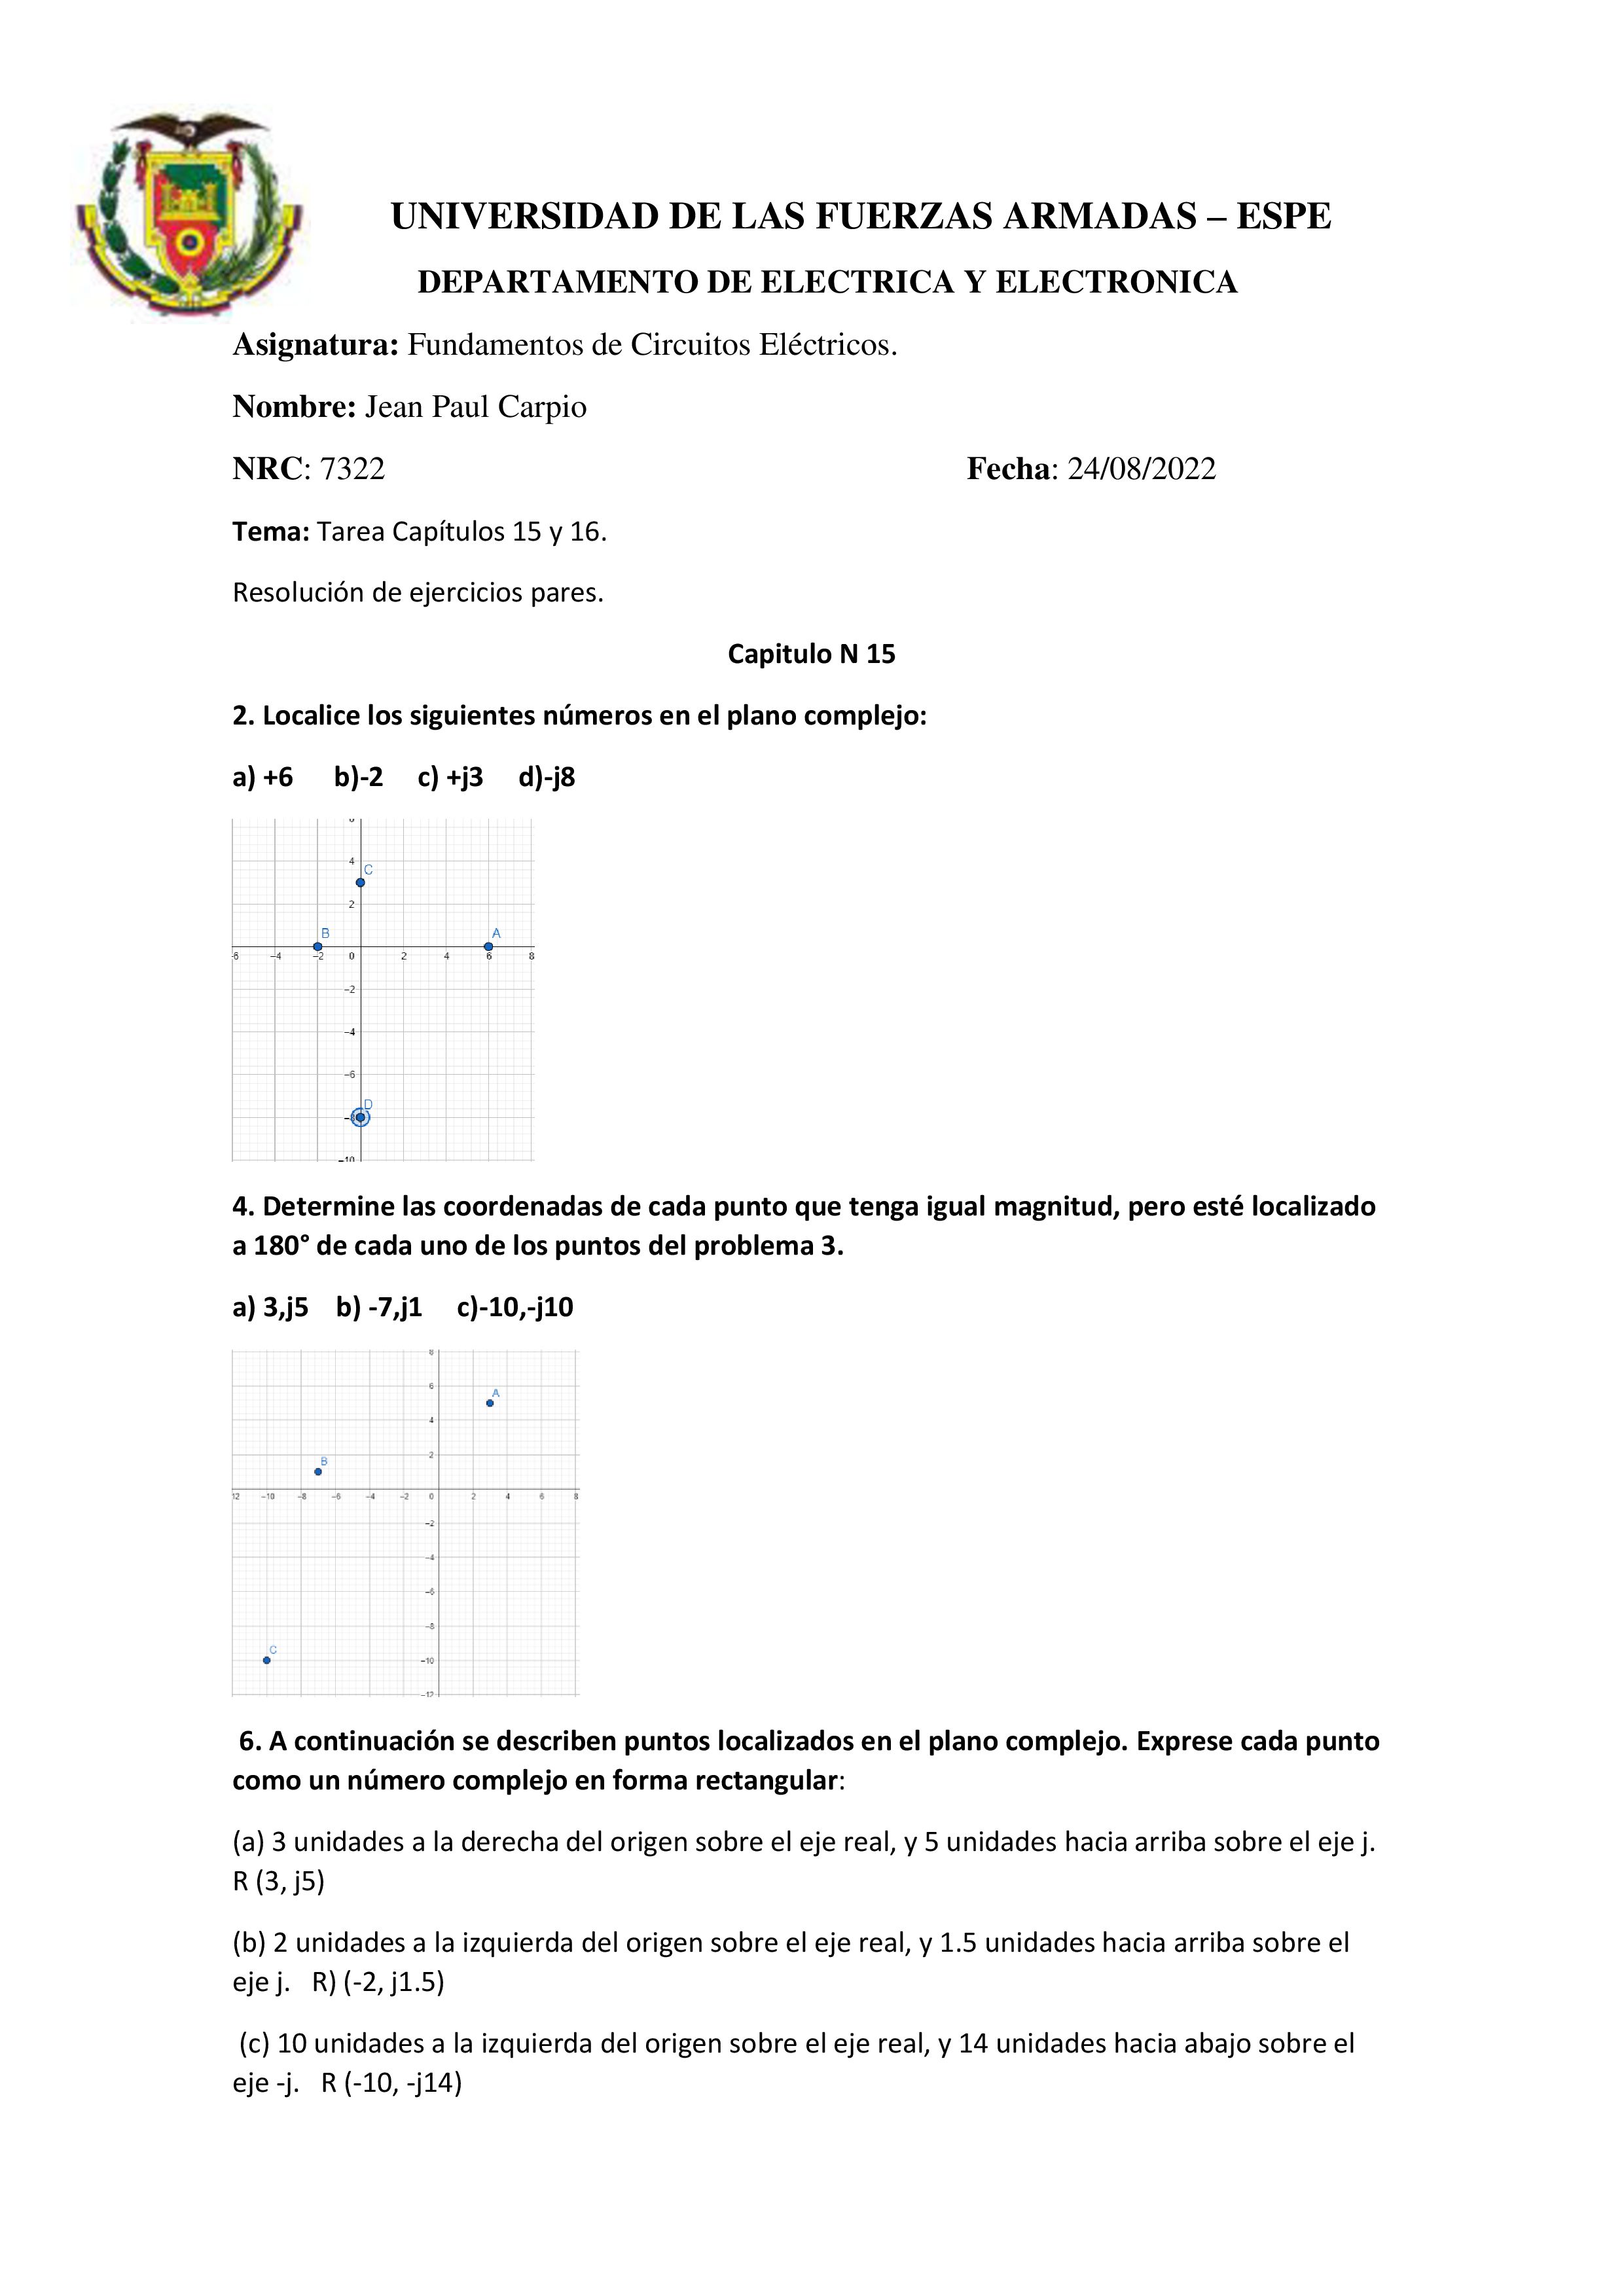 UNIVERSIDAD DE LAS FUERZAS ARMADAS – ESPE
DEPARTAMENTO DE ELECTRICA Y ELECTRONICA
Asignatura: Fundamentos de Circuitos Eléctricos.
Nombre: Jean Paul Carpio
NRC: 7322 Fecha: 24/08/2022
Tema: Tarea Capítulos 15 y 16.
Resolución de ejercicios pares.
Capitulo N 15
2. Localice los siguientes números en el plano complejo:
a) +6 b)-2 c) +j3 d)-j8
4
C
2
B
A
-6 –4 –2 0 2 4 6 8
–2
–4
–6
D
–10
4. Determine las coordenadas de cada punto que tenga igual magnitud, pero esté localizado
a 180° de cada uno de los puntos del problema 3.
a) 3,j5 b) -7,j1 c)-10,-j10
8
6
A
4
2
B
12 –10 –8 –6 –4 –2 0 2 4 6 8
–2
–4
–6
–8
C
–10
–12
6. A continuación se describen puntos localizados en el plano complejo. Exprese cada punto
como un número complejo en forma rectangular:
(a) 3 unidades a la derecha del origen sobre el eje real, y 5 unidades hacia arriba sobre el eje j.
R (3, j5)
(b) 2 unidades a la izquierda del origen sobre el eje real, y 1.5 unidades hacia arriba sobre el
eje j. R) (-2, j1.5)
(c) 10 unidades a la izquierda del origen sobre el eje real, y 14 unidades hacia abajo sobre el
eje -j. R (-10, -j14)